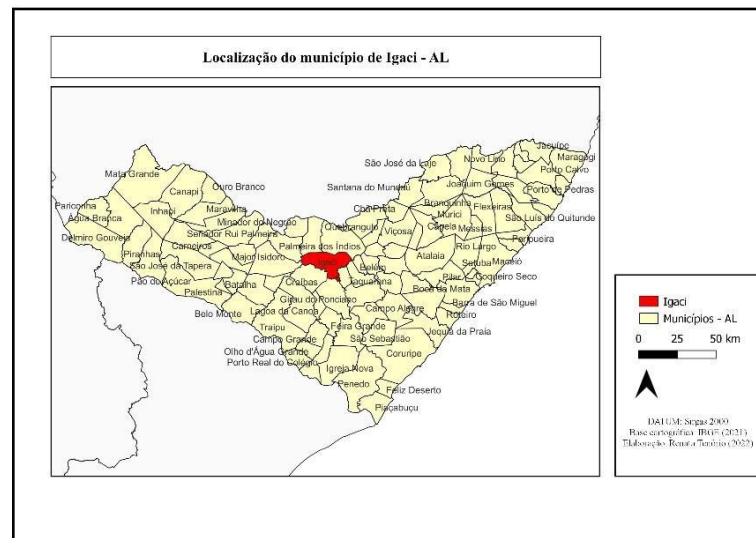 Localização do município de Igaci - AL
Jacuípe
São José da Laje
Novo Lino
Maragogi
Mata Grande
Porto Calvo
Ouro Branco
Santana do Mundaú
Joaquim Gomes
Canapi
Porto de Pedras
Branquinha
Flexeiras
Pariconha
Inhapi
Maravilha
Chã Preta
Murici
São Luís do Quitunde
Água Branca
Minador do Negrão
Quebrangulo
Viçosa
Cajueiro
Messias
Delmiro Gouveia
Senador Rui Palmeira
Paripueira
Carneiros
Palmeira dos Índios
Rio Largo
Piranhas
Major Isidoro
Igaci
Atalaia
Satuba
Maceió
São José da Tapera
Belém
Pilar
Coqueiro Seco
Pão do Açúcar
Batalha
Craíbas
Taquarana
Boca da Mata
Palestina
Girau do Ronciaso
Barra de São Miguel
Belo Monte
Lagoa da Canoa
Campo Alegre
Roteiro
Traipu
Feira Grande
Jequiá da Praia
Campo Grande
São Sebastião
Olho d'Água Grande
Coruripe
Porto Real do Colégio
Igreja Nova
Penedo
Feliz Deserto
Piaçabuçu
Igaci
Municípios - AL
0 25 50 km
DATUM: Sirgas 2000
Base cartográfica: IBGE (2021)
Elaboração: Renata Tenório (2022)